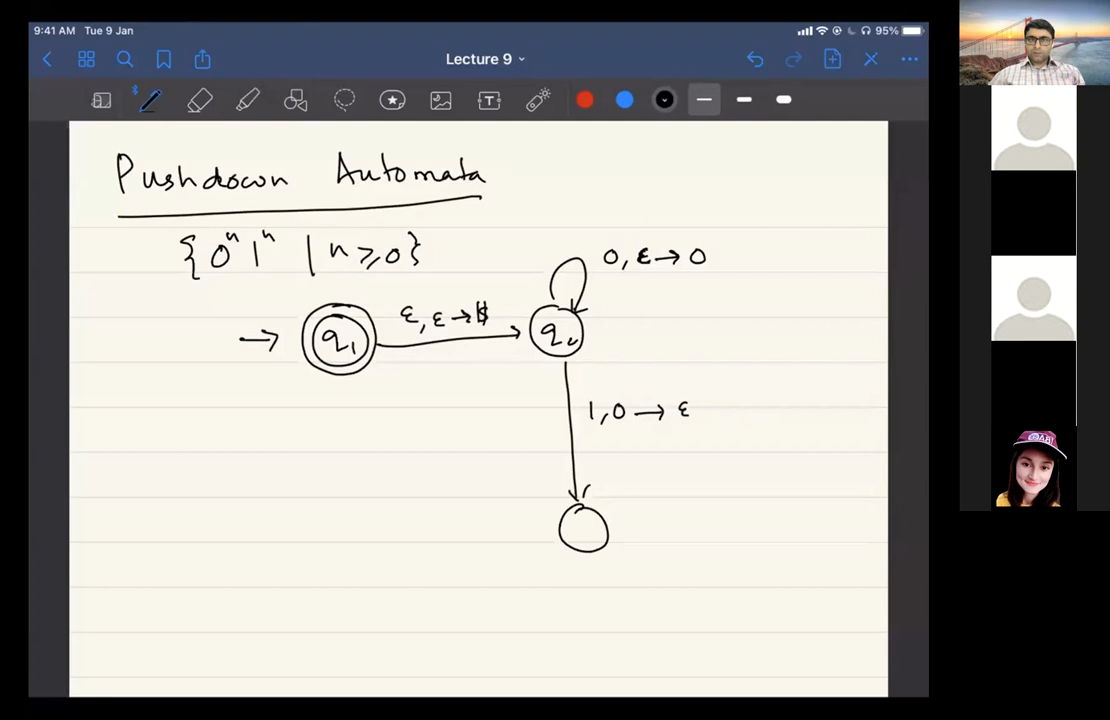 9:41 AM Tue 9 Jan
95%
Lecture 9
T
Pushdown Automata
{0ⁿ1ⁿ | n ≥ 0}
0, ε → 0
ε, ε → $
q₁
q₂
1, 0 → ε